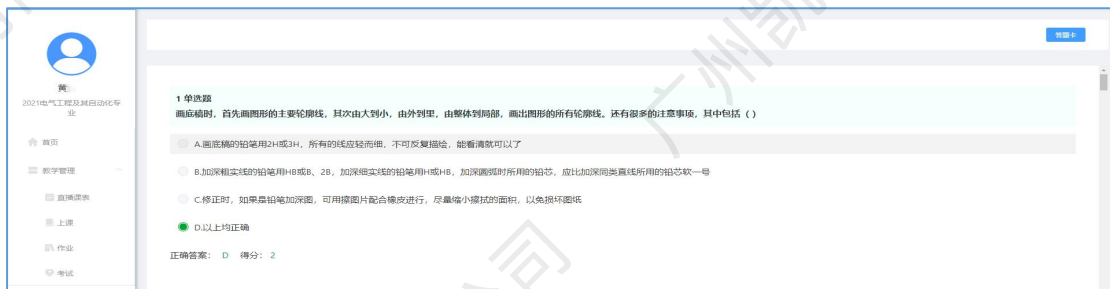 答题卡
黄
2021电气工程及其自动化专
业
首页
教学管理
直播课表
上课
作业
考试
1 单选题
画底稿时，首先画图形的主要轮廓线，其次由大到小，由外到里，由整体到局部，画出图形的所有轮廓线。还有很多的注意事项，其中包括（ ）
A.画底稿的铅笔用2H或3H，所有的线应轻而细，不可反复描绘，能看清就可以了
B.加深粗实线的铅笔用HB或B、2B，加深细实线的铅笔用H或HB，加深圆弧时所用的铅芯，应比加深同类直线所用的铅芯软一号
C.修正时，如果是铅笔加深图，可用擦图片配合橡皮进行，尽量缩小擦拭的面积，以免损坏图纸
D.以上均正确
正确答案： D 得分： 2
广州凯
公司